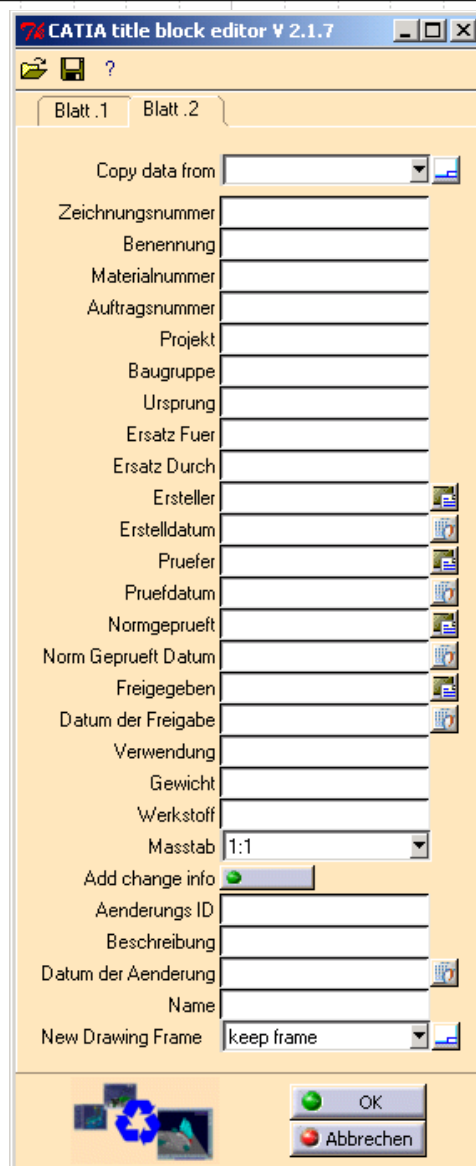 CATIA title block editor V 2.1.7
?
Blatt .1 Blatt .2
Copy data from
Zeichnungsnummer
Benennung
Materialnummer
Auftragsnummer
Projekt
Baugruppe
Ursprung
Ersatz Fuer
Ersatz Durch
Ersteller
Erstelldatum
Pruefer
Pruefdatum
Normgeprueft
Norm Geprueft Datum
Freigegeben
Datum der Freigabe
Verwendung
Gewicht
Werkstoff
Masstab 1:1
Add change info
Aenderungs ID
Beschreibung
Datum der Aenderung
Name
New Drawing Frame keep frame
OK
Abbrechen